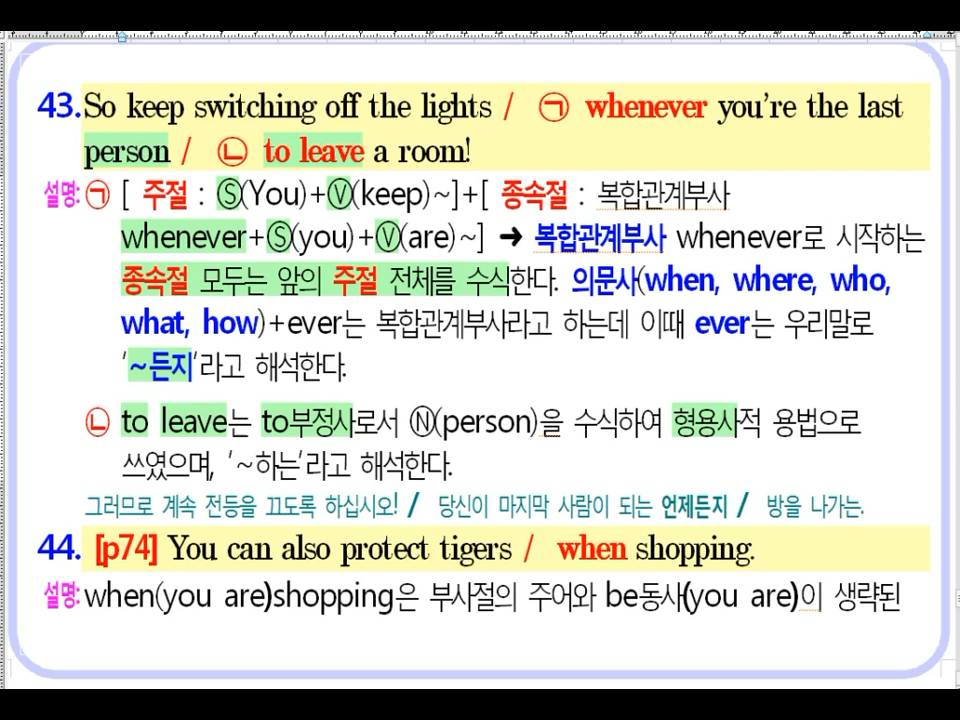 43. So keep switching off the lights / ㉠ whenever you're the last
person / ㉡ to leave a room!
설명: ㉠ [ 주절 : Ⓢ(You)+Ⓥ(keep)~]+[ 종속절 : 복합관계부사
whenever+Ⓢ(you)+Ⓥ(are)~] ➜ 복합관계부사 whenever로 시작하는
종속절 모두는 앞의 주절 전체를 수식한다. 의문사(when, where, who,
what, how)+ever는 복합관계부사라고 하는데 이때 ever는 우리말로
'~든지'라고 해석한다.
㉡ to leave는 to부정사로서 Ⓝ(person)을 수식하여 형용사적 용법으로
쓰였으며, '~하는'라고 해석한다.
그러므로 계속 전등을 끄도록 하십시오! / 당신이 마지막 사람이 되는 언제든지 / 방을 나가는.
44. [p74] You can also protect tigers / when shopping.
설명: when(you are)shopping은 부사절의 주어와 be동사(you are)이 생략된